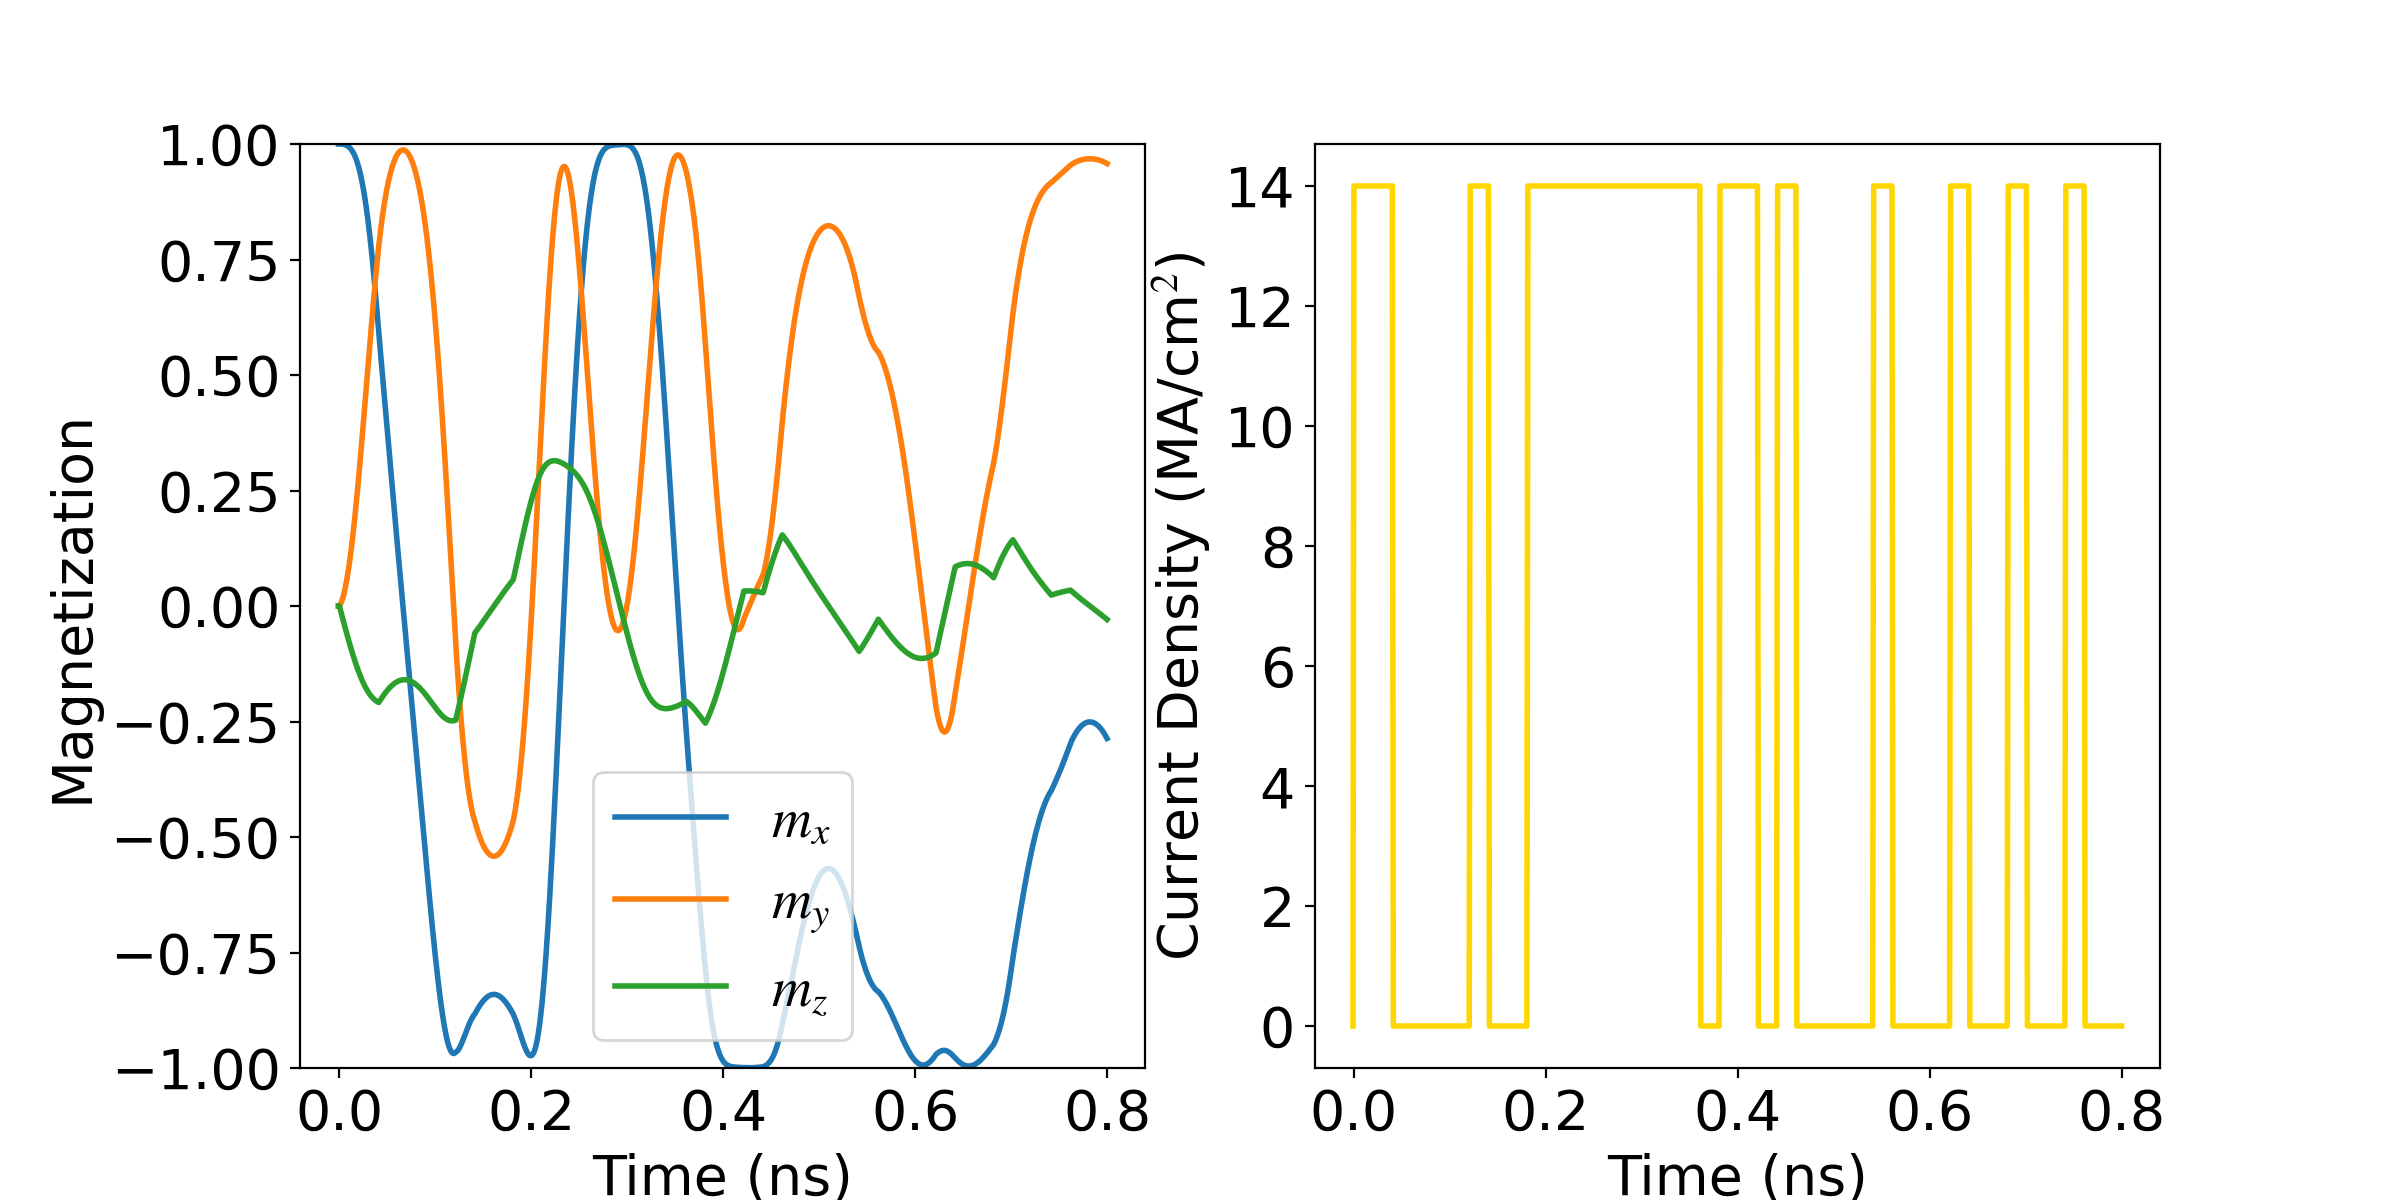 Magnetization
1.00
0.75
0.50
0.25
0.00
−0.25
−0.50
−0.75
−1.00
0.0 0.2 0.4 0.6 0.8
Time (ns)
m_x
m_y
m_z
Current Density (MA/cm²)
14
12
10
8
6
4
2
0
0.0 0.2 0.4 0.6 0.8
Time (ns)